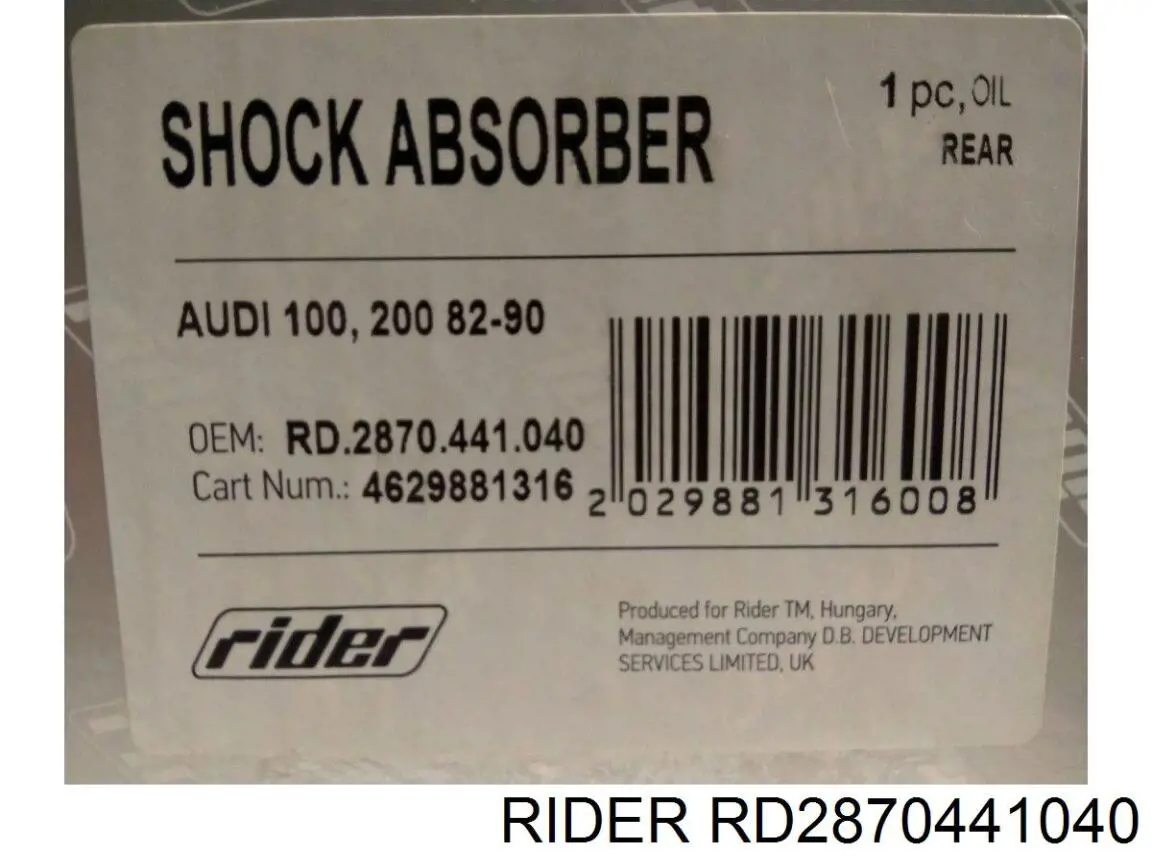 SHOCK ABSORBER
1 pc, OIL
REAR
AUDI 100, 200 82-90
OEM: RD.2870.441.040
Cart Num.: 4629881316
2 029881 316008
rider
Produced for Rider TM, Hungary,
Management Company D.B. DEVELOPMENT
SERVICES LIMITED, UK
RIDER RD2870441040